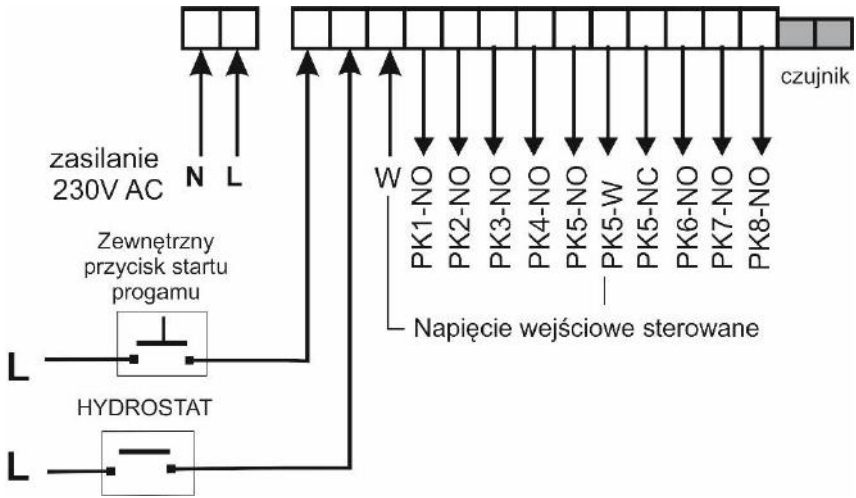 czujnik
zasilanie
230V AC
N
L
W
PK1-NO
PK2-NO
PK3-NO
PK4-NO
PK5-NO
PK5-W
PK5-NC
PK6-NO
PK7-NO
PK8-NO
Zewnętrzny
przycisk startu
progamu
Napięcie wejściowe sterowane
L
HYDROSTAT
L